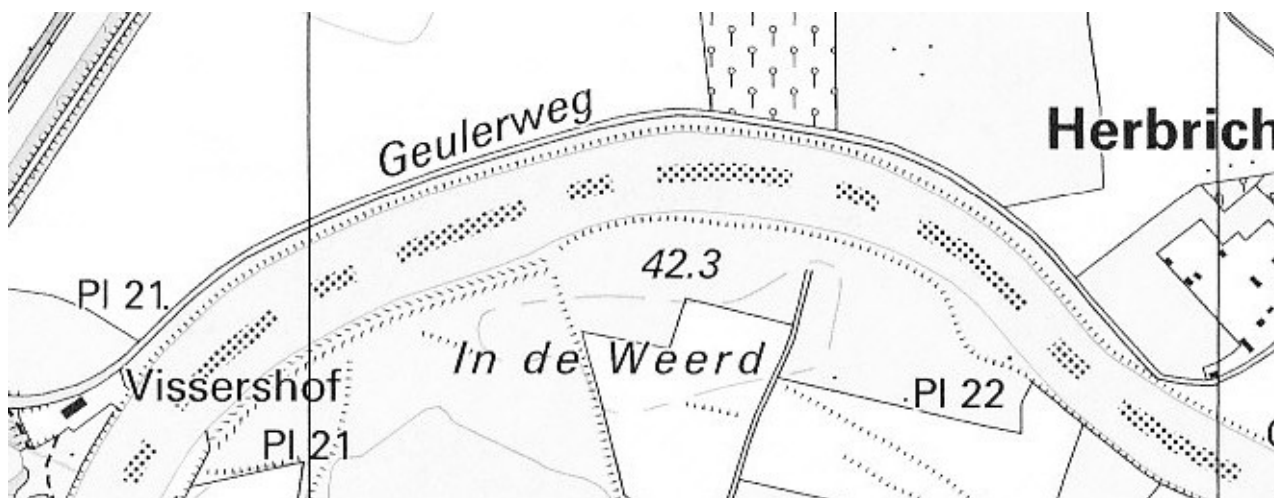 Geulerweg
Herbrich
42.3
Pl 21
In de Weerd
Vissershof
Pl 22
Pl 21